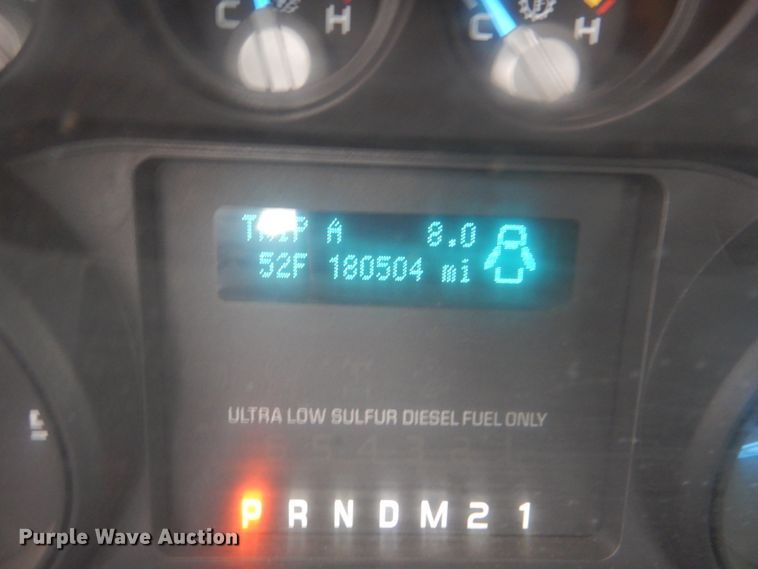 C H C H
TRIP A 8.0
52F 180504 mi
ULTRA LOW SULFUR DIESEL FUEL ONLY
P R N D M 2 1
Purple Wave Auction®